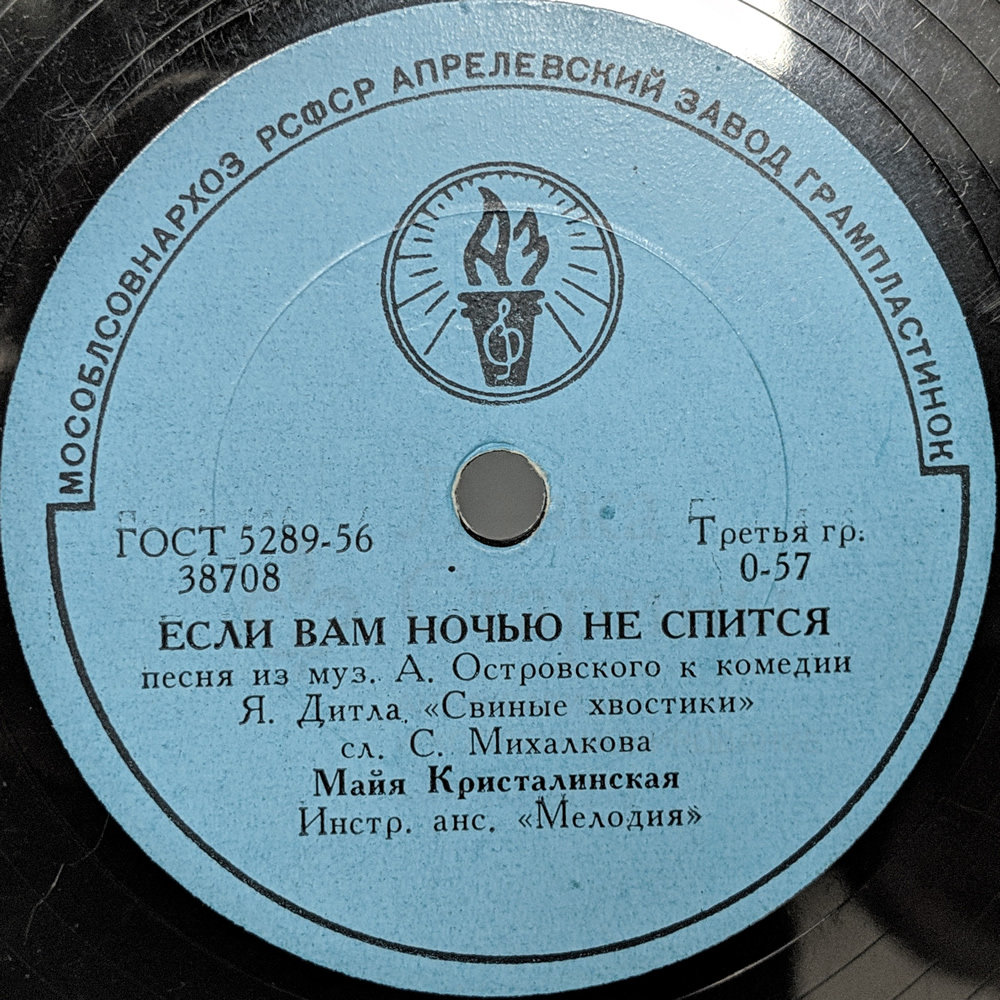 МОСОБЛСОВНАРХОЗ РСФСР АПРЕЛЕВСКИЙ ЗАВОД ГРАМПЛАСТИНОК
АЗ
ГОСТ 5289-56
38708
Третья гр.
0-57
ЕСЛИ ВАМ НОЧЬЮ НЕ СПИТСЯ
песня из муз. А. Островского к комедии
Я. Дитла «Свиные хвостики»
сл. С. Михалкова
Майя Кристалинская
Инстр. анс. «Мелодия»